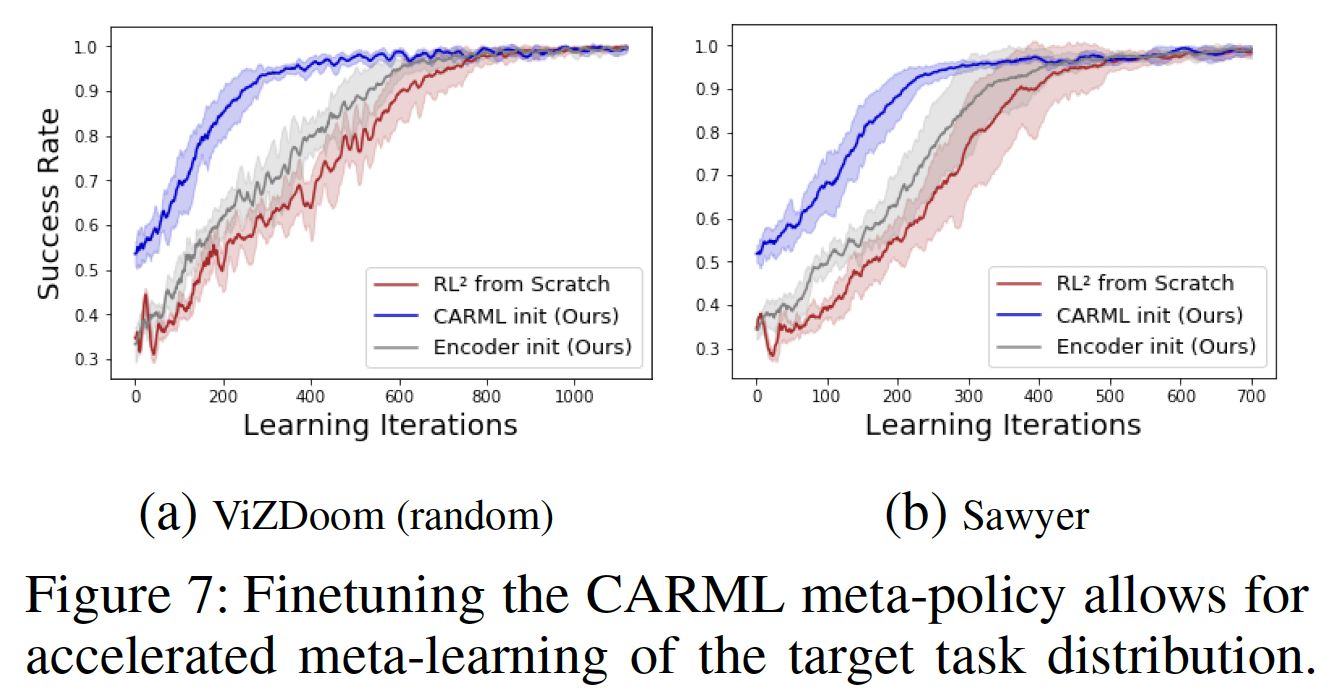 1.0
0.9
0.8
0.7
0.6
0.5
0.4
0.3
Success Rate
RL² from Scratch
CARML init (Ours)
Encoder init (Ours)
0 200 400 600 800 1000
Learning Iterations
(a) ViZDoom (random)
1.0
0.9
0.8
0.7
0.6
0.5
0.4
0.3
RL² from Scratch
CARML init (Ours)
Encoder init (Ours)
0 100 200 300 400 500 600 700
Learning Iterations
(b) Sawyer
Figure 7: Finetuning the CARML meta-policy allows for
accelerated meta-learning of the target task distribution.